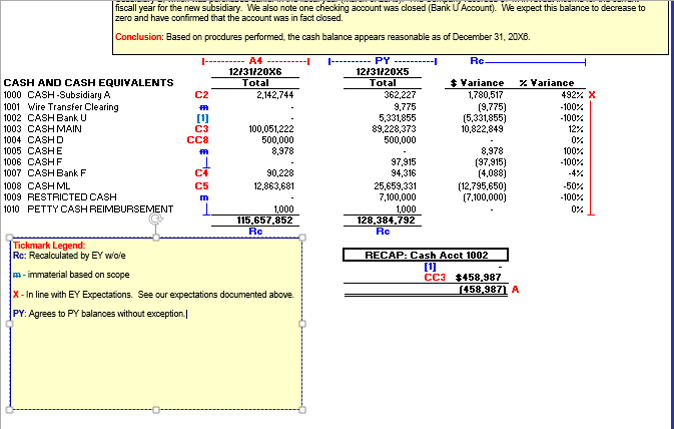 fiscal year for the new subsidiary. We also note one checking account was closed (Bank U Account). We expect this balance to decrease to
zero and have confirmed that the account was in fact closed.
Conclusion: Based on procdures performed, the cash balance appears reasonable as of December 31, 20X6.
A4 PY Rc
12/31/20X6 12/31/20X5
CASH AND CASH EQUIVALENTS Total Total $ Variance % Variance
1000 CASH -Subsidiary A C2 2,142,744 362,227 1,780,517 492% X
1001 Wire Transfer Clearing m - 9,775 (9,775) -100%
1002 CASH Bank U [1] - 5,331,855 (5,331,855) -100%
1003 CASH MAIN C3 100,051,222 89,228,373 10,822,849 12%
1004 CASH D CC8 500,000 500,000 - 0%
1005 CASH E m 8,978 - 8,978 100%
1006 CASH F - 97,915 (97,915) -100%
1007 CASH Bank F C4 90,228 94,316 (4,088) -4%
1008 CASH ML C5 12,863,681 25,659,331 (12,795,650) -50%
1009 RESTRICTED CASH m - 7,100,000 (7,100,000) -100%
1010 PETTY CASH REIMBURSEMENT 1,000 1,000 - 0%
115,657,852 128,384,792
Rc Rc
Tickmark Legend:
Rc: Recalculated by EY w/o/e
m - immaterial based on scope
X - In line with EY Expectations. See our expectations documented above.
PY: Agrees to PY balances without exception.
RECAP: Cash Acct 1002
[1] -
CC3 $458,987
(458,987) A